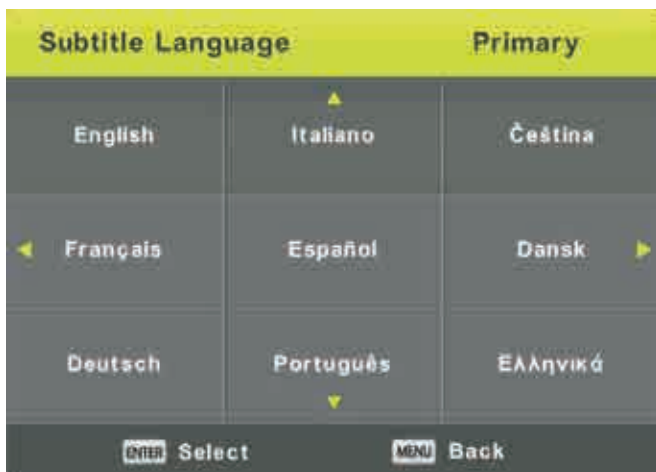 Subtitle Language Primary
English Italiano Čeština
Français Español Dansk
Deutsch Português Ελληνικά
ENTER Select MENU Back